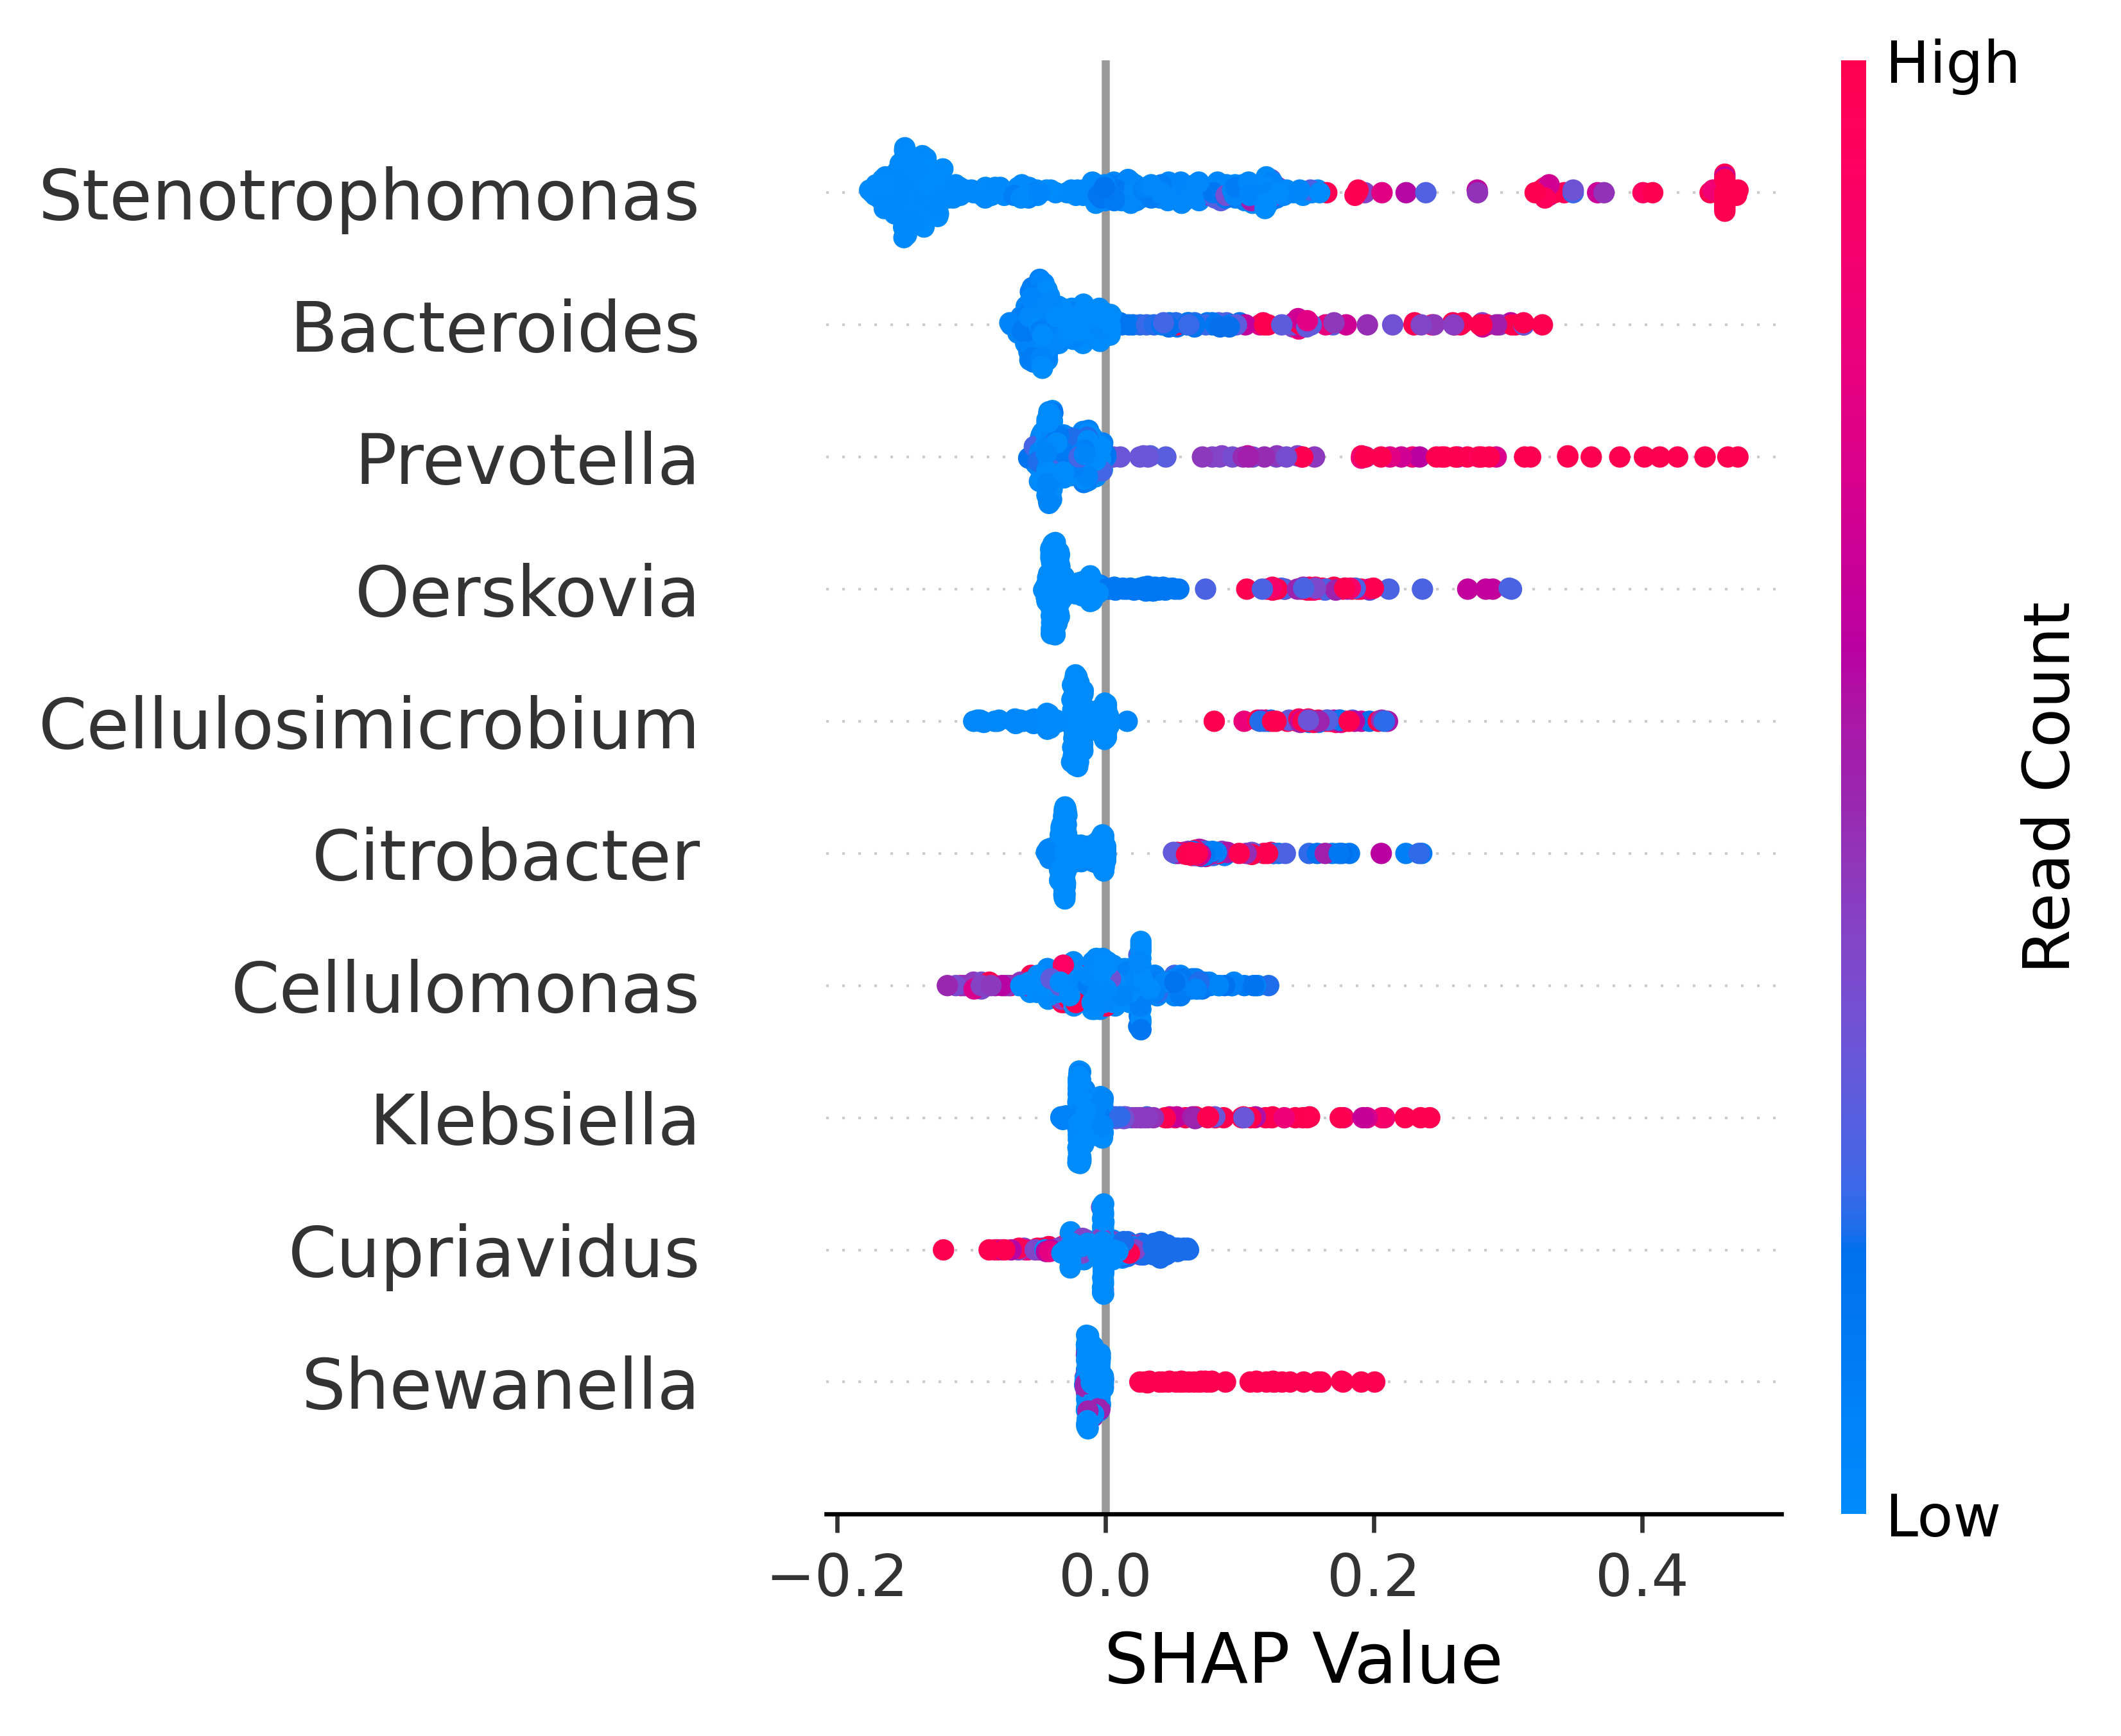 High
Stenotrophomonas
Bacteroides
Prevotella
Oerskovia
Cellulosimicrobium
Citrobacter
Cellulomonas
Klebsiella
Cupriavidus
Shewanella
Read Count
Low
−0.2 0.0 0.2 0.4
SHAP Value